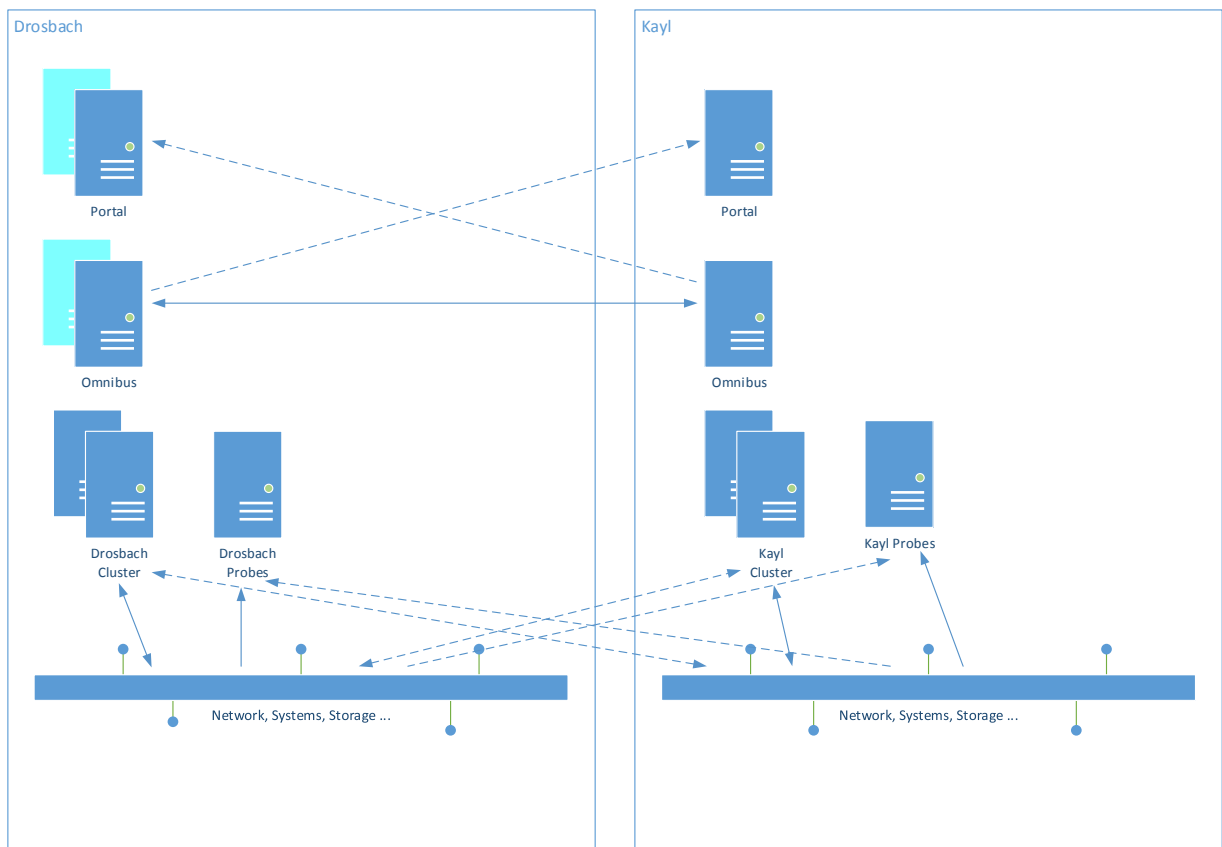 Drosbach
Kayl
Portal
Portal
Omnibus
Omnibus
Drosbach
Cluster
Drosbach
Probes
Kayl
Cluster
Kayl Probes
Network, Systems, Storage ...
Network, Systems, Storage ...